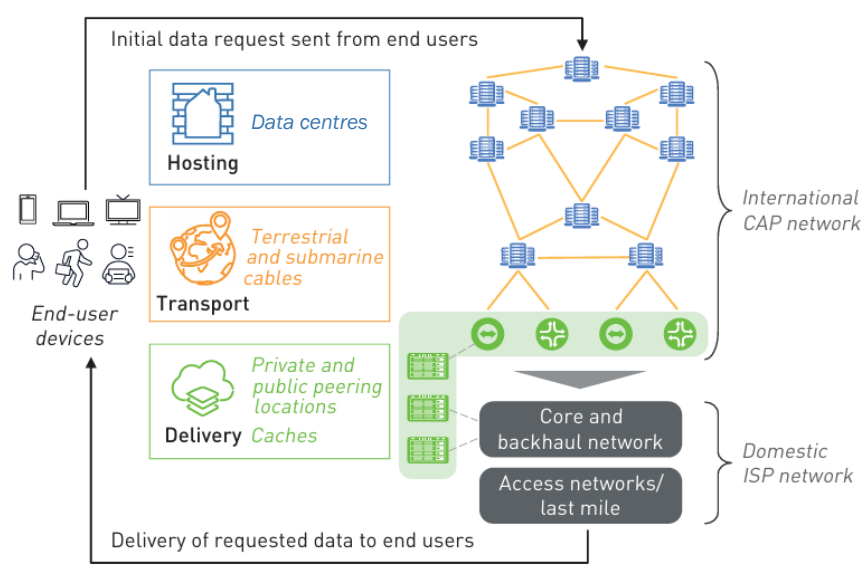 Initial data request sent from end users
Data centres
Hosting
Terrestrial
and submarine
cables
Transport
End-user
devices
Private and
public peering
locations
Delivery
Caches
International
CAP network
Core and
backhaul network
Access networks/
last mile
Domestic
ISP network
Delivery of requested data to end users